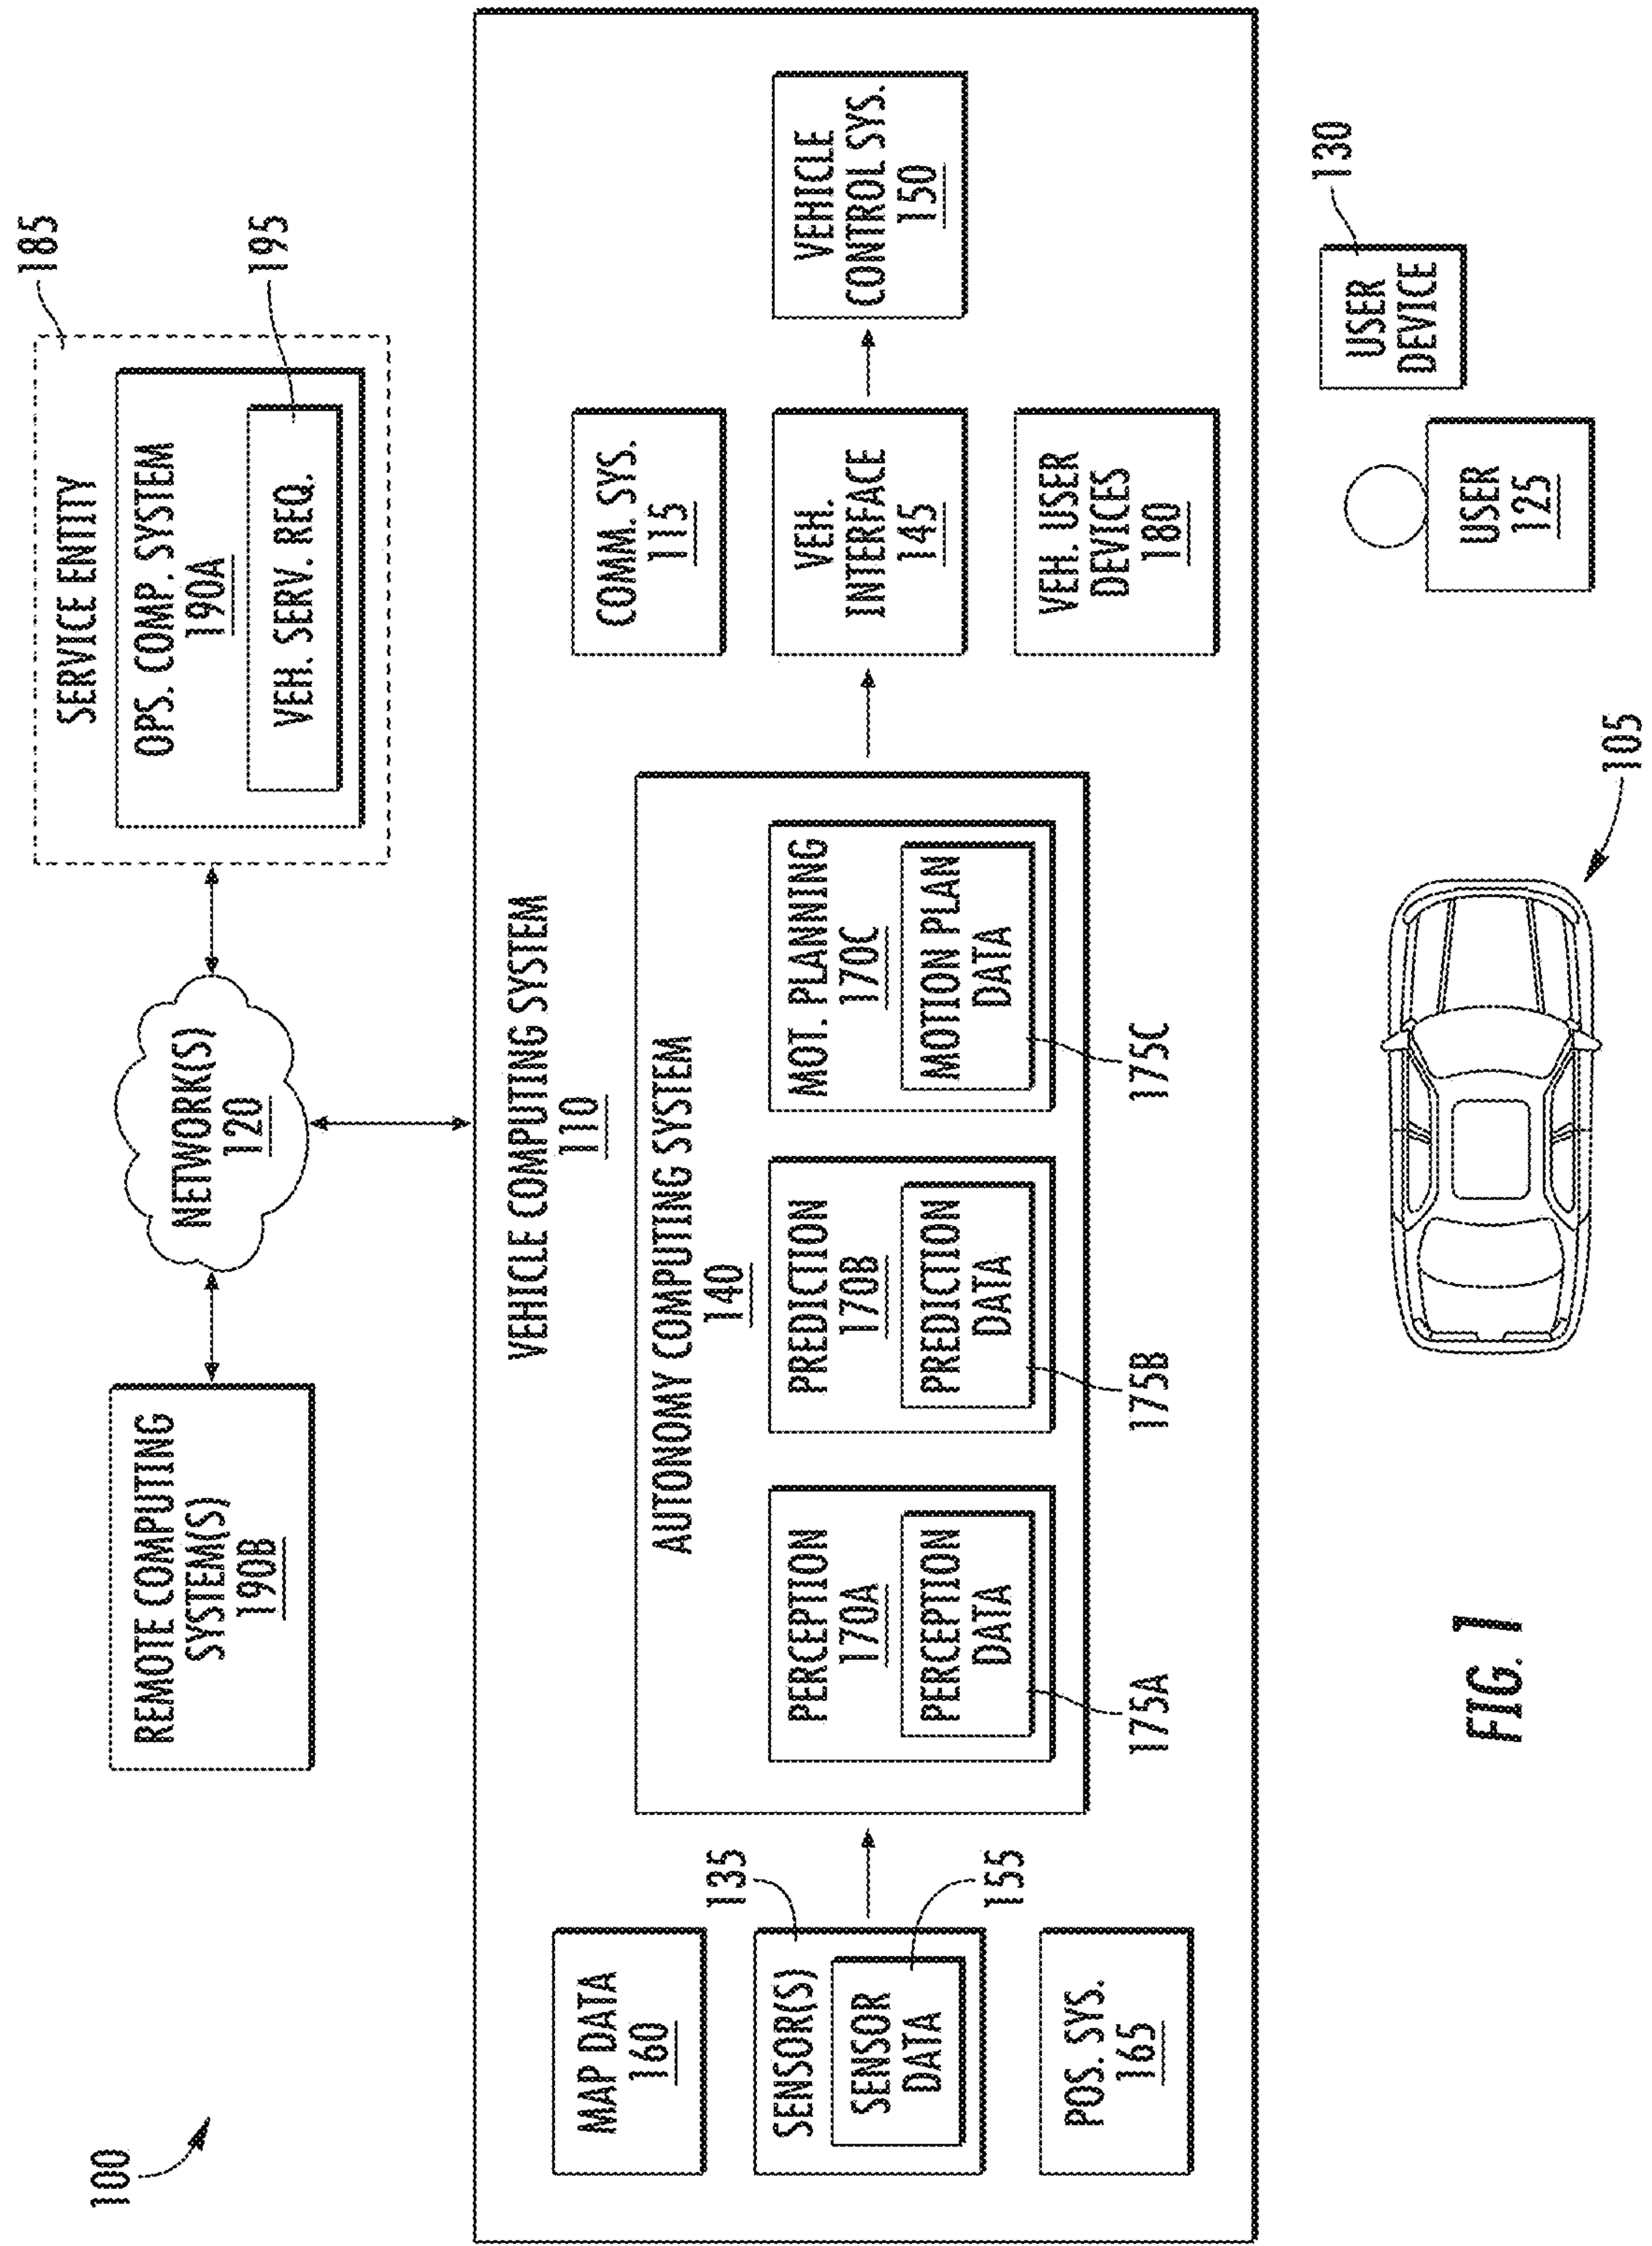 100
REMOTE COMPUTING
SYSTEM(S)
190B
NETWORK(S)
120
185
SERVICE ENTITY
OPS. COMP. SYSTEM
190A
VEH. SERV. REQ.
195
VEHICLE COMPUTING SYSTEM
110
MAP DATA
160
SENSOR(S)
135
SENSOR
DATA
155
POS. SYS.
165
AUTONOMY COMPUTING SYSTEM
140
PERCEPTION
170A
PERCEPTION
DATA
175A
PREDICTION
170B
PREDICTION
DATA
175B
MOT. PLANNING
170C
MOTION PLAN
DATA
175C
COMM. SYS.
115
VEH.
INTERFACE
145
VEH. USER
DEVICES
180
VEHICLE
CONTROL SYS.
150
105
USER
125
USER
DEVICE
130
FIG. 1